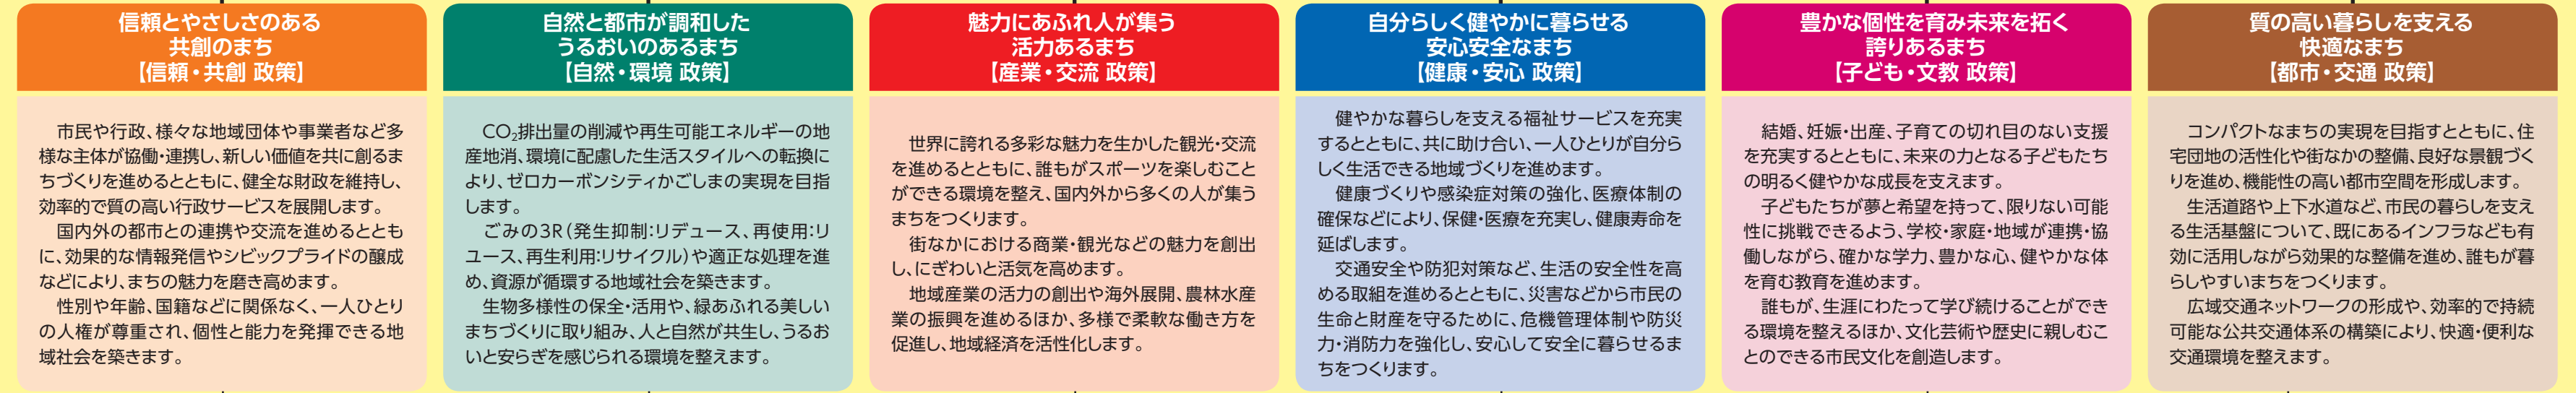 信頼とやさしさのある
共創のまち
【信頼・共創 政策】
　市民や行政、様々な地域団体や事業者など多
様な主体が協働・連携し、新しい価値を共に創るま
ちづくりを進めるとともに、健全な財政を維持し、
効率的で質の高い行政サービスを展開します。
　国内外の都市との連携や交流を進めるととも
に、効果的な情報発信やシビックプライドの醸成
などにより、まちの魅力を磨き高めます。
　性別や年齢、国籍などに関係なく、一人ひとり
の人権が尊重され、個性と能力を発揮できる地
域社会を築きます。
自然と都市が調和した
うるおいのあるまち
【自然・環境 政策】
　CO₂排出量の削減や再生可能エネルギーの地
産地消、環境に配慮した生活スタイルへの転換に
より、ゼロカーボンシティかごしまの実現を目指
します。
　ごみの3R（発生抑制：リデュース、再使用：リ
ユース、再生利用：リサイクル）や適正な処理を進
め、資源が循環する地域社会を築きます。
　生物多様性の保全・活用や、緑あふれる美しい
まちづくりに取り組み、人と自然が共生し、うるお
いと安らぎを感じられる環境を整えます。
魅力にあふれ人が集う
活力あるまち
【産業・交流 政策】
　世界に誇れる多彩な魅力を生かした観光・交流
を進めるとともに、誰もがスポーツを楽しむこと
ができる環境を整え、国内外から多くの人が集う
まちをつくります。
　街なかにおける商業・観光などの魅力を創出
し、にぎわいと活気を高めます。
　地域産業の活力の創出や海外展開、農林水産
業の振興を進めるほか、多様で柔軟な働き方を
促進し、地域経済を活性化します。
自分らしく健やかに暮らせる
安心安全なまち
【健康・安心 政策】
　健やかな暮らしを支える福祉サービスを充実
するとともに、共に助け合い、一人ひとりが自分ら
しく生活できる地域づくりを進めます。
　健康づくりや感染症対策の強化、医療体制の
確保などにより、保健・医療を充実し、健康寿命を
延ばします。
　交通安全や防犯対策など、生活の安全性を高
める取組を進めるとともに、災害などから市民の
生命と財産を守るために、危機管理体制や防災
力・消防力を強化し、安心して安全に暮らせるま
ちをつくります。
豊かな個性を育み未来を拓く
誇りあるまち
【子ども・文教 政策】
　結婚、妊娠・出産、子育ての切れ目のない支援
を充実するとともに、未来の力となる子どもたち
の明るく健やかな成長を支えます。
　子どもたちが夢と希望を持って、限りない可能
性に挑戦できるよう、学校・家庭・地域が連携・協
働しながら、確かな学力、豊かな心、健やかな体
を育む教育を進めます。
　誰もが、生涯にわたって学び続けることができ
る環境を整えるほか、文化芸術や歴史に親しむこ
とのできる市民文化を創造します。
質の高い暮らしを支える
快適なまち
【都市・交通 政策】
　コンパクトなまちの実現を目指すとともに、住
宅団地の活性化や街なかの整備、良好な景観づく
りを進め、機能性の高い都市空間を形成します。
　生活道路や上下水道など、市民の暮らしを支え
る生活基盤について、既にあるインフラなども有
効に活用しながら効果的な整備を進め、誰もが暮
らしやすいまちをつくります。
　広域交通ネットワークの形成や、効率的で持続
可能な公共交通体系の構築により、快適・便利な
交通環境を整えます。